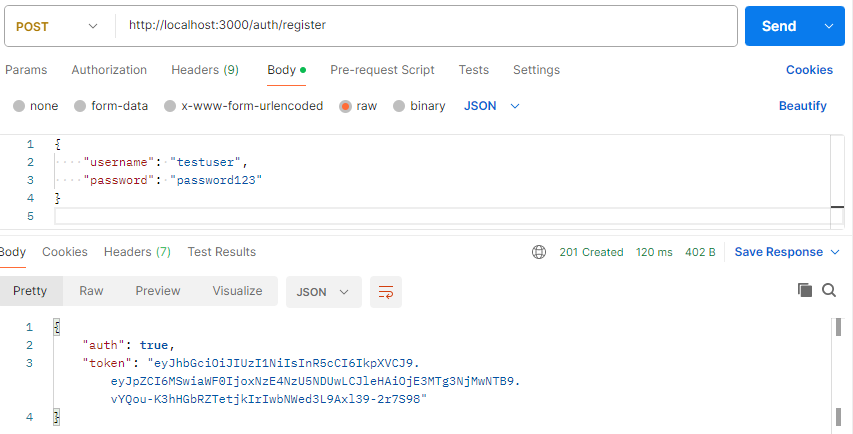 POST http://localhost:3000/auth/register Send
Params Authorization Headers (9) Body Pre-request Script Tests Settings Cookies
none form-data x-www-form-urlencoded raw binary JSON Beautify
1 {
2 "username": "testuser",
3 "password": "password123"
4 }
5
Body Cookies Headers (7) Test Results 201 Created 120 ms 402 B Save Response
Pretty Raw Preview Visualize JSON
1 {
2 "auth": true,
3 "token": "eyJhbGciOiJIUzI1NiIsInR5cCI6IkpXVCJ9.
eyJpZCI6MSwiaWF0IjoxNzE4NzU5NDUwLCJleHAiOjE3MTg3NjMwNTB9.
vYQou-K3hHGbRZTetjkIrIwbNWed3L9Axl39-2r7S98"
4 }